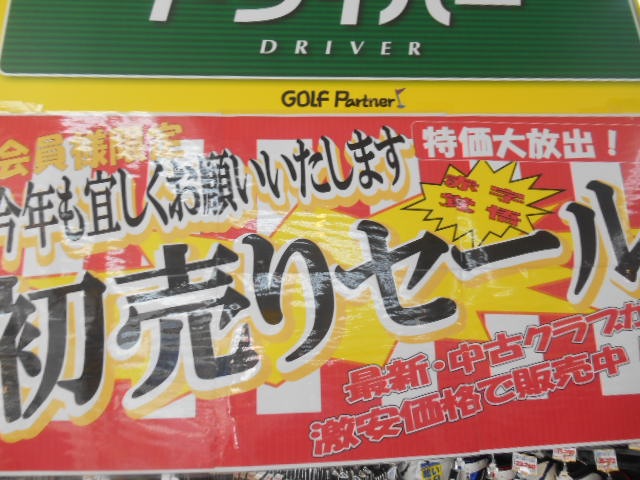 ドライバー
DRIVER
GOLF Partner
会員様限定
特価大放出！
今年も宜しくお願いいたします
赤字
覚悟
初売りセール
最新・中古クラブが
激安価格で販売中